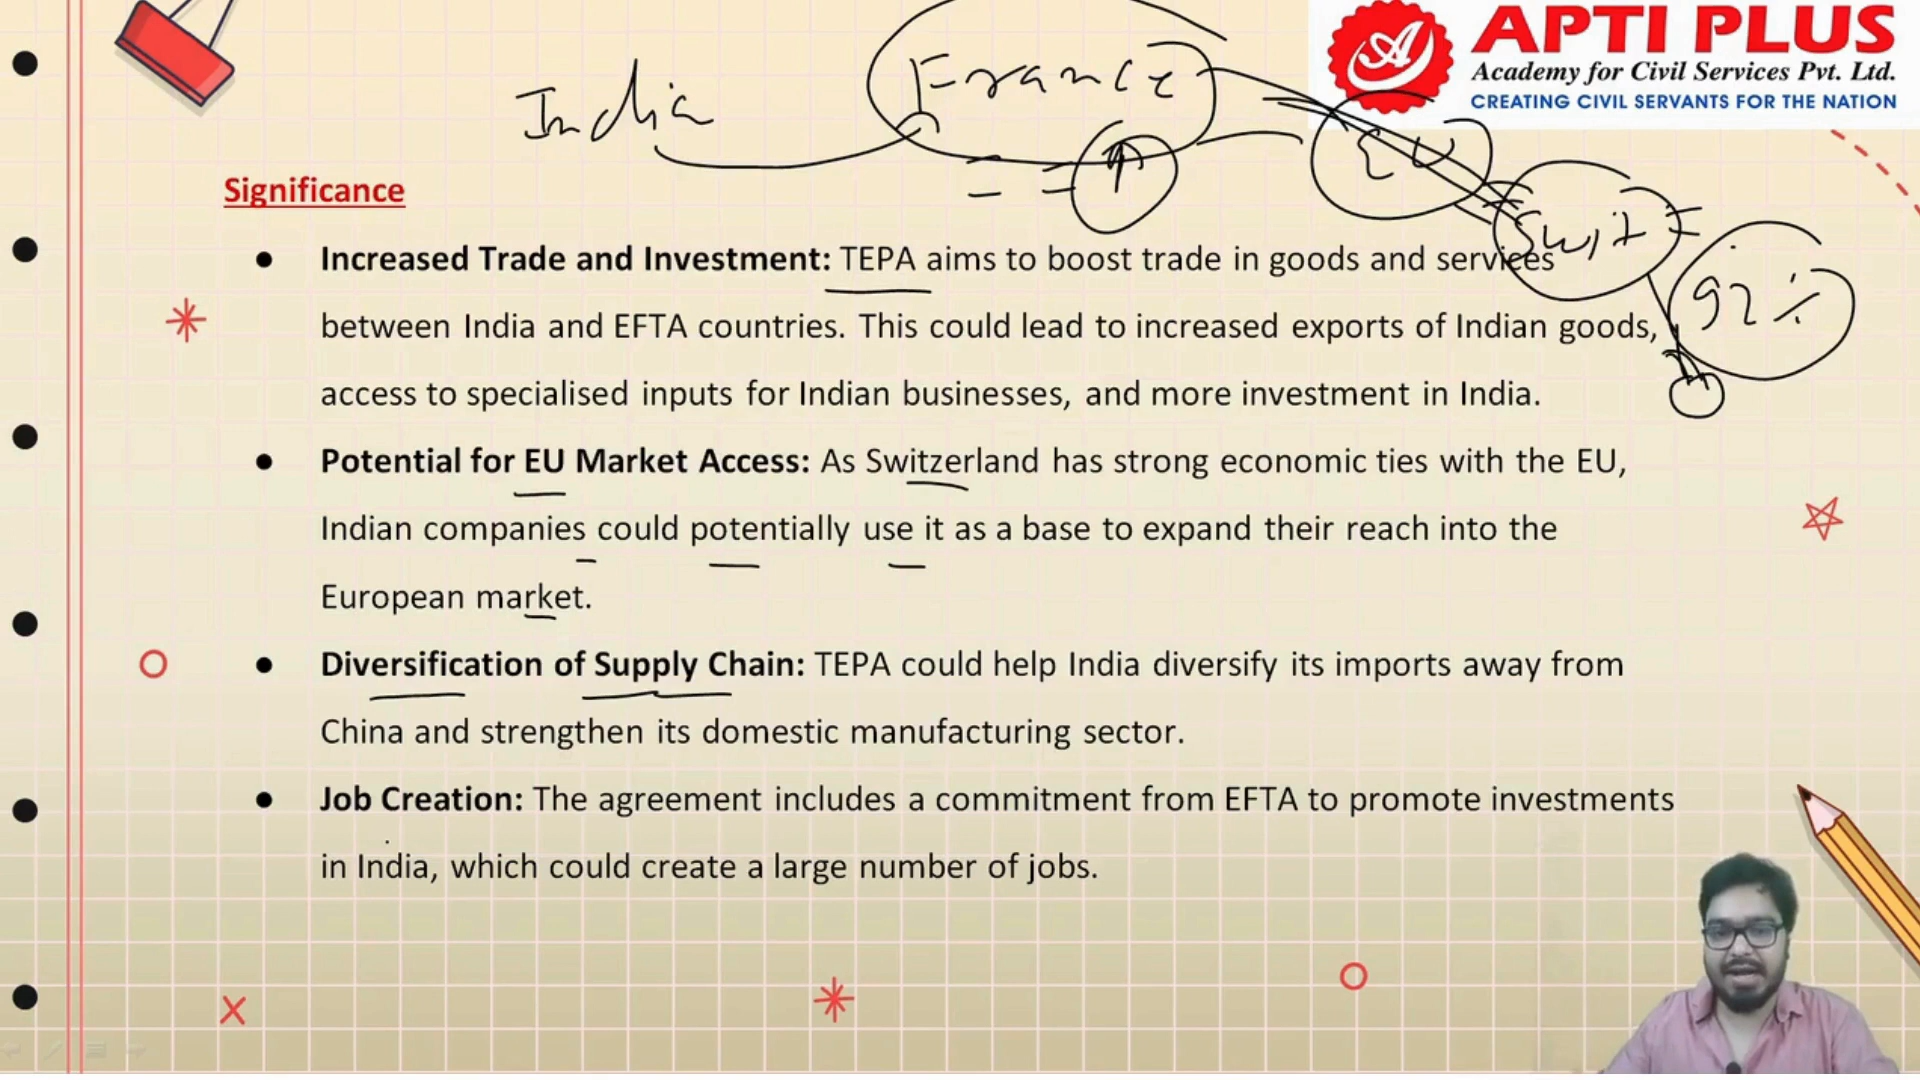 APTI PLUS
Academy for Civil Services Pvt. Ltd.
CREATING CIVIL SERVANTS FOR THE NATION
India France EU Swit 92%
Significance
● Increased Trade and Investment: TEPA aims to boost trade in goods and services
between India and EFTA countries. This could lead to increased exports of Indian goods,
access to specialised inputs for Indian businesses, and more investment in India.
● Potential for EU Market Access: As Switzerland has strong economic ties with the EU,
Indian companies could potentially use it as a base to expand their reach into the
European market.
● Diversification of Supply Chain: TEPA could help India diversify its imports away from
China and strengthen its domestic manufacturing sector.
● Job Creation: The agreement includes a commitment from EFTA to promote investments
in India, which could create a large number of jobs.